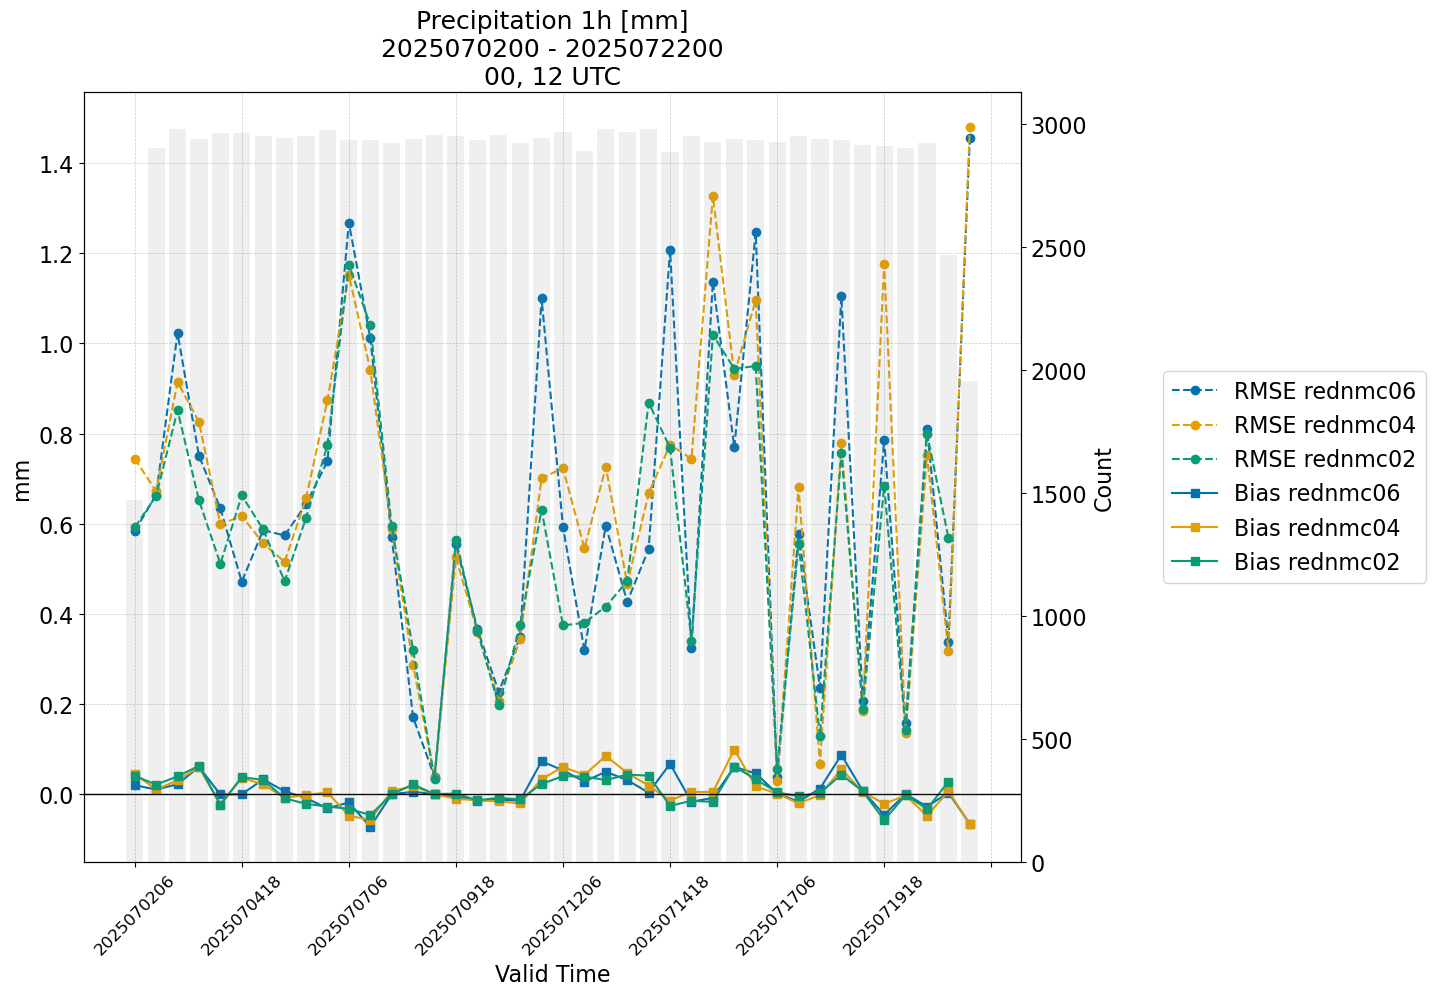 Precipitation 1h [mm]
2025070200 - 2025072200
00, 12 UTC
1.4
1.2
1.0
0.8
0.6
0.4
0.2
0.0
mm
3000
2500
2000
1500
1000
500
0
Count
2025070206
2025070418
2025070706
2025070918
2025071206
2025071418
2025071706
2025071918
Valid Time
RMSE rednmc06
RMSE rednmc04
RMSE rednmc02
Bias rednmc06
Bias rednmc04
Bias rednmc02